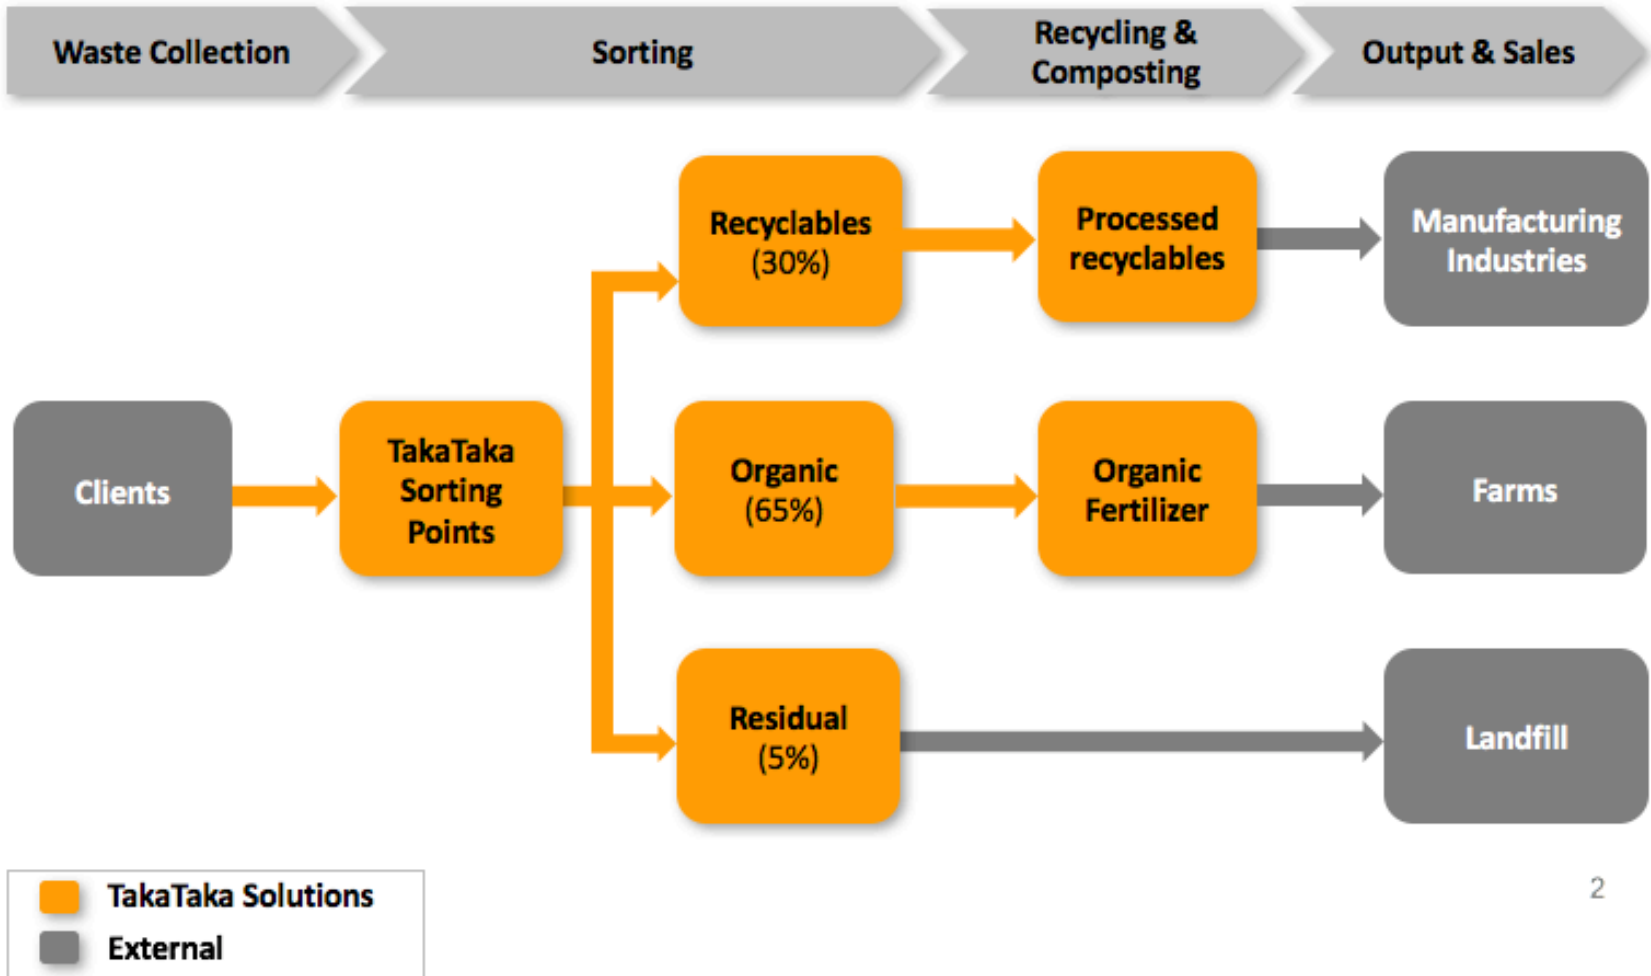 Waste Collection
Sorting
Recycling &
Composting
Output & Sales
Recyclables
(30%)
Processed
recyclables
Manufacturing
Industries
Clients
TakaTaka
Sorting
Points
Organic
(65%)
Organic
Fertilizer
Farms
Residual
(5%)
Landfill
TakaTaka Solutions
External
2